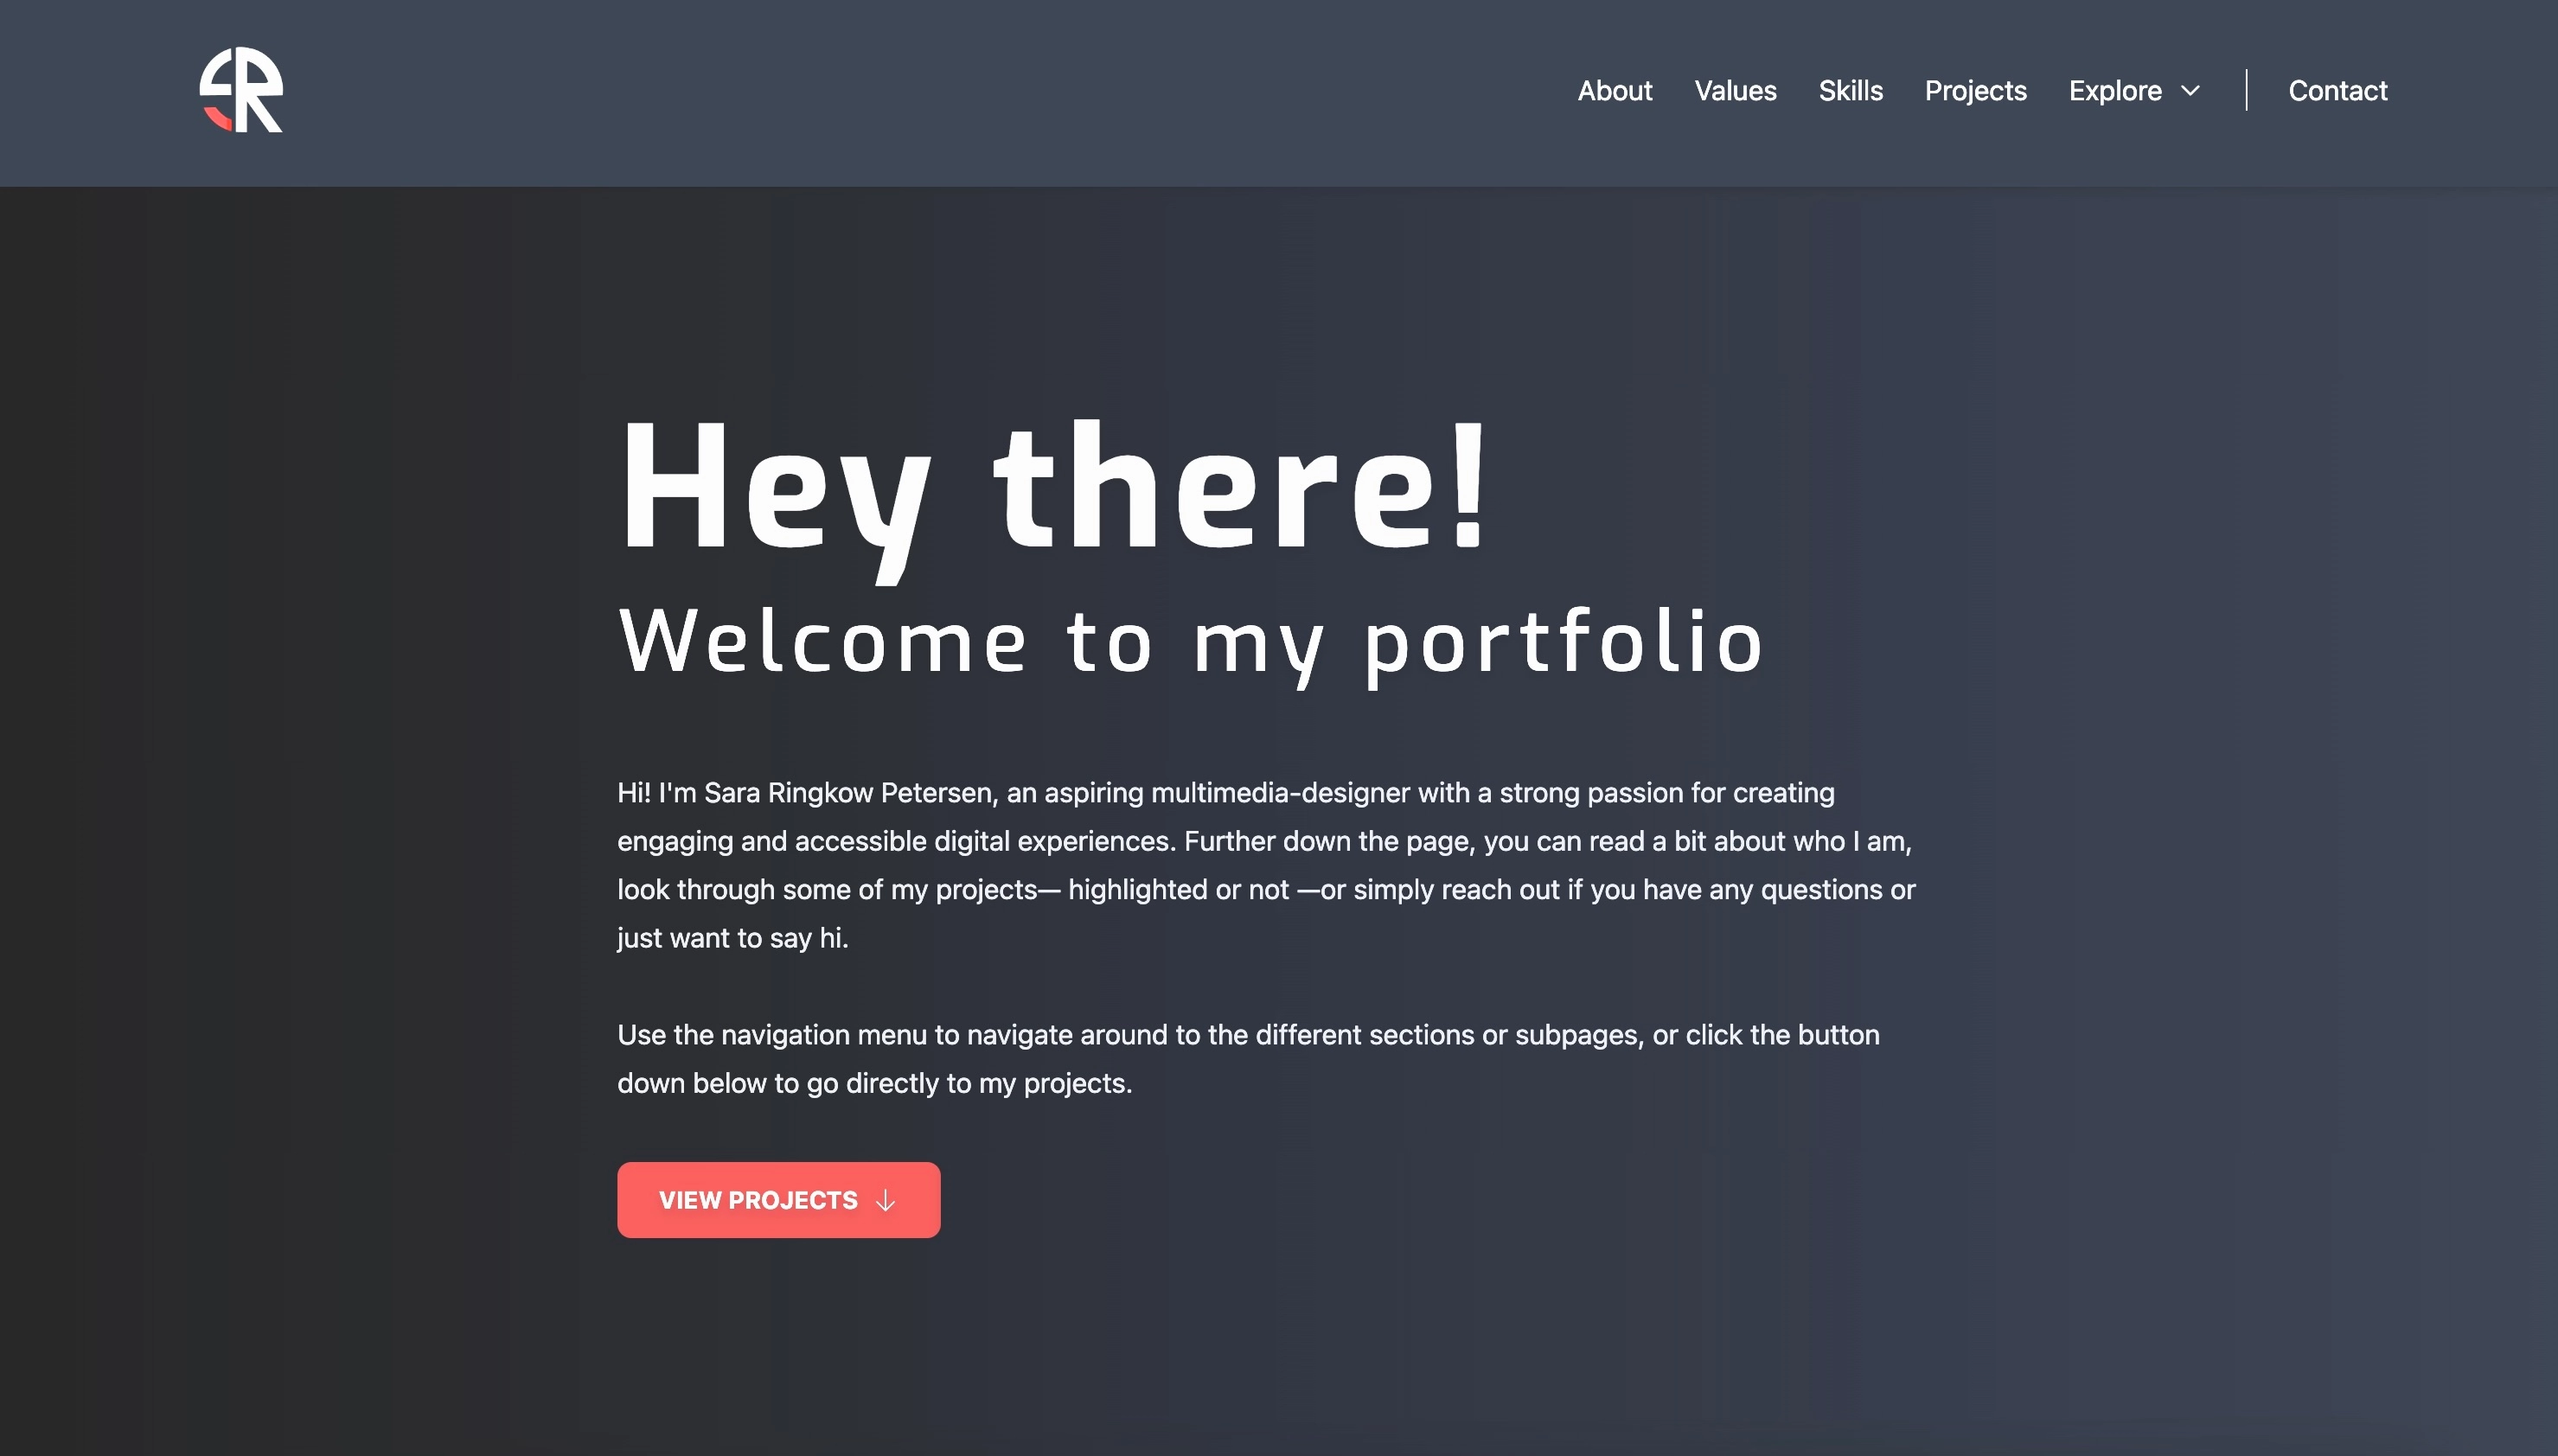 SR
About Values Skills Projects Explore Contact
Hey there!
Welcome to my portfolio
Hi! I'm Sara Ringkow Petersen, an aspiring multimedia-designer with a strong passion for creating
engaging and accessible digital experiences. Further down the page, you can read a bit about who I am,
look through some of my projects— highlighted or not —or simply reach out if you have any questions or
just want to say hi.
Use the navigation menu to navigate around to the different sections or subpages, or click the button
down below to go directly to my projects.
VIEW PROJECTS